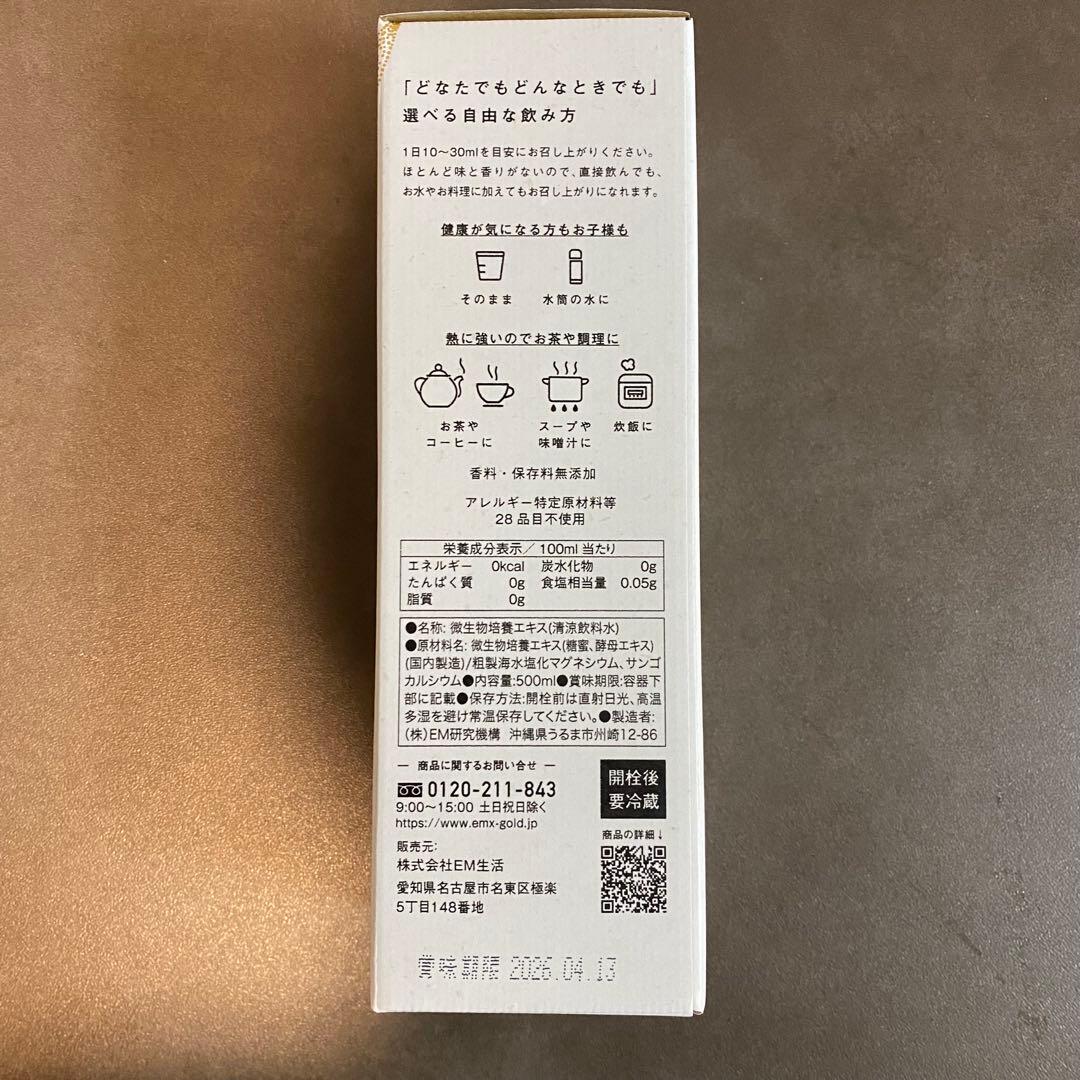 「どなたでもどんなときでも」
選べる自由な飲み方
1日10〜30mlを目安にお召し上がりください。
ほとんど味と香りがないので、直接飲んでも、
お水やお料理に加えてもお召し上がりになれます。
健康が気になる方もお子様も
そのまま 水筒の水に
熱に強いのでお茶や調理に
お茶や
コーヒーに
スープや
味噌汁に
炊飯に
香料・保存料無添加
アレルギー特定原材料等
28品目不使用
栄養成分表示／100ml当たり
エネルギー 0kcal 炭水化物 0g
たんぱく質 0g 食塩相当量 0.05g
脂質 0g
●名称: 微生物培養エキス(清涼飲料水)
●原材料名: 微生物培養エキス(糖蜜、酵母エキス)
(国内製造)/粗製海水塩化マグネシウム、サンゴ
カルシウム●内容量:500ml●賞味期限:容器下
部に記載●保存方法:開栓前は直射日光、高温
多湿を避け常温保存してください。●製造者:
(株)EM研究機構 沖縄県うるま市州崎12-86
― 商品に関するお問い合せ ―
0120-211-843
9:00〜15:00 土日祝日除く
https://www.emx-gold.jp
開栓後
要冷蔵
商品の詳細↓
販売元:
株式会社EM生活
愛知県名古屋市名東区極楽
5丁目148番地
賞味期限 2026.04.13